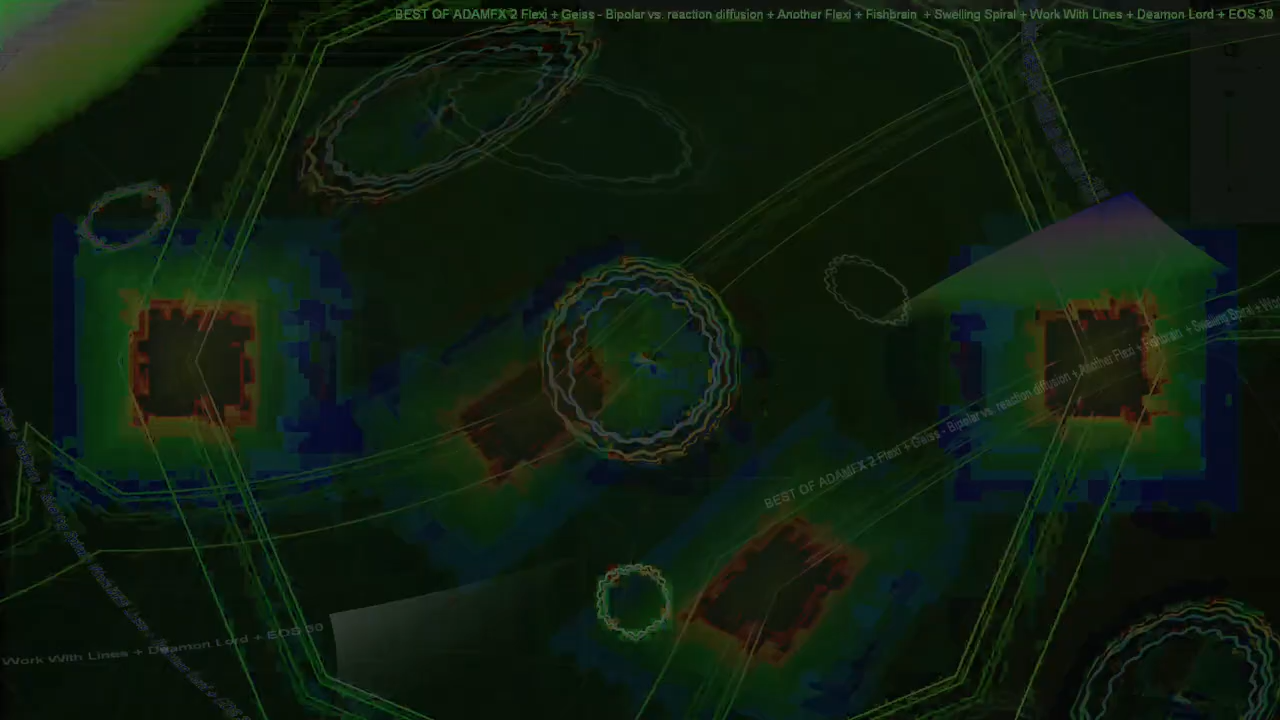 BEST OF ADAMFX 2 Flexi + Geiss - Bipolar vs. reaction diffusion + Another Flexi + Fishbrain  + Swelling Spiral + Work With Lines + Deamon Lord + EOS 30
BEST OF ADAMFX 2 Flexi + Geiss - Bipolar vs. reaction diffusion + Another Flexi + Fishbrain + Swelling Spiral +
Work With Lines + Deamon Lord + EOS 30